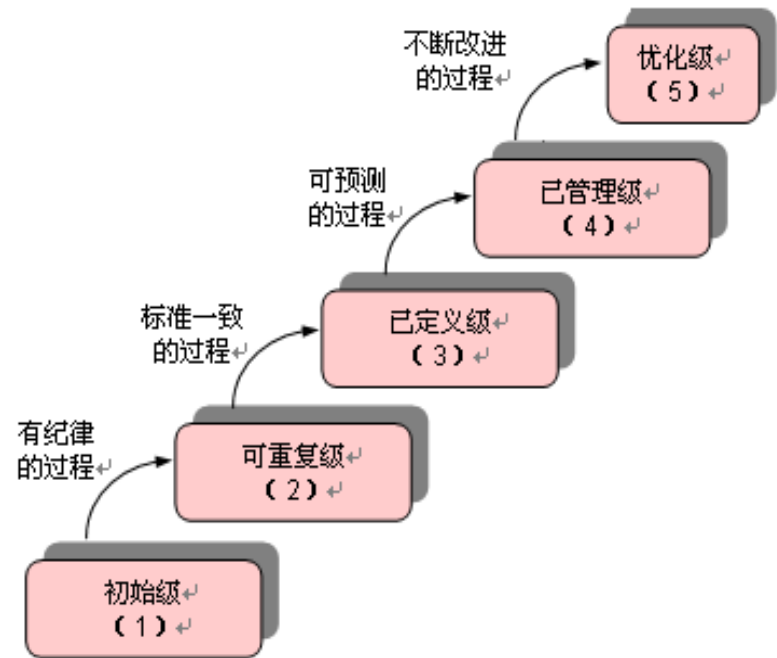 不断改进
的过程↵
优化级↵
（5）↵
可预测
的过程↵
已管理级↵
（4）↵
标准一致
的过程↵
已定义级↵
（3）↵
有纪律
的过程↵
可重复级↵
（2）↵
初始级↵
（1）↵